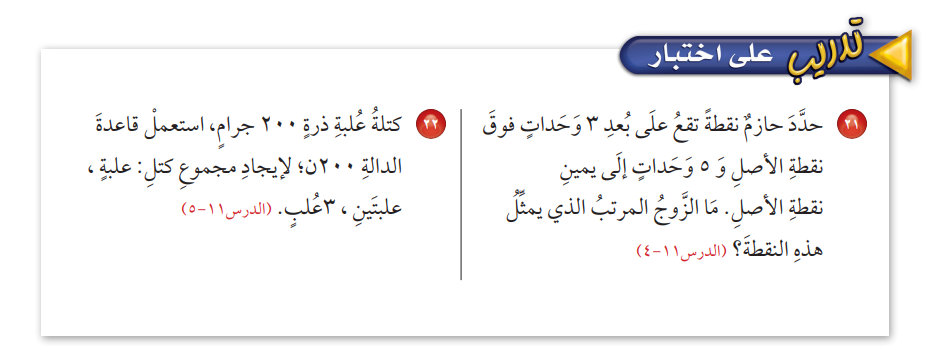 تدريب على اختبار
٢١ حدَّدَ حازمٌ نقطةً تقعُ علَى بُعدِ ٣ وَحَداتٍ فوقَ
نقطةِ الأصلِ وَ ٥ وَحَداتٍ إلَى يمينِ
نقطةِ الأصلِ. مَا الزَّوجُ المرتبُ الذي يمثِّلُ
هذهِ النقطةَ؟ (الدرس ١١-٤)
٢٢ كتلةُ عُلبةِ ذرةٍ ٢٠٠ جرامٍ، استعملْ قاعدةَ
الدالةِ ٢٠٠ن؛ لإيجادِ مجموعِ كتلِ: علبةٍ ،
علبتَينِ ، ٣عُلبٍ. (الدرس ١١-٥)